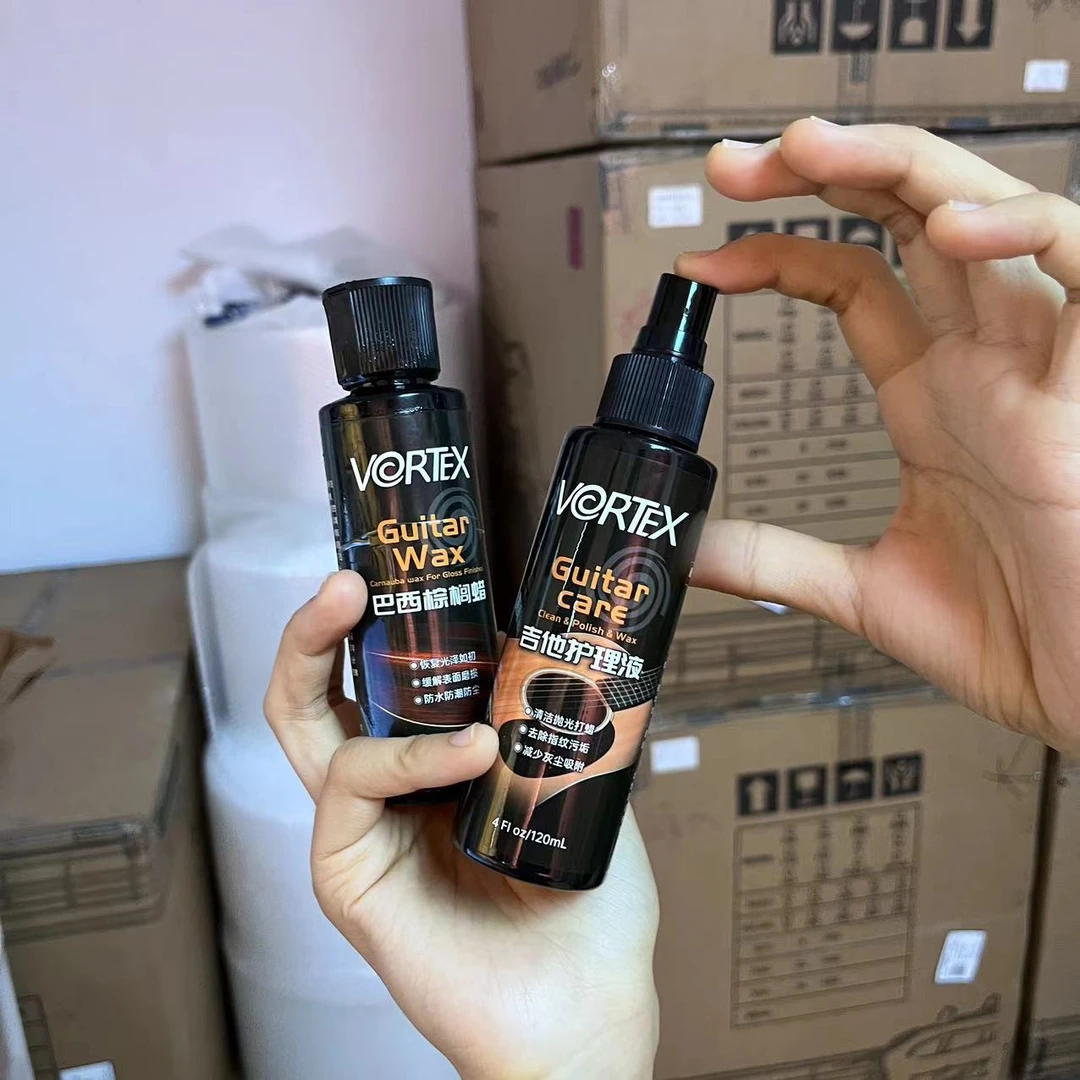 VORTEX
Guitar
Wax
Carnauba wax For Gloss Finishes
巴西棕榈蜡
恢复光泽如初
缓解表面磨损
防水防潮防尘
VORTEX
Guitar
care
Clean & Polish & Wax
吉他护理液
清洁抛光打蜡
去除指纹污垢
减少灰尘吸附
4 Fl oz/120mL